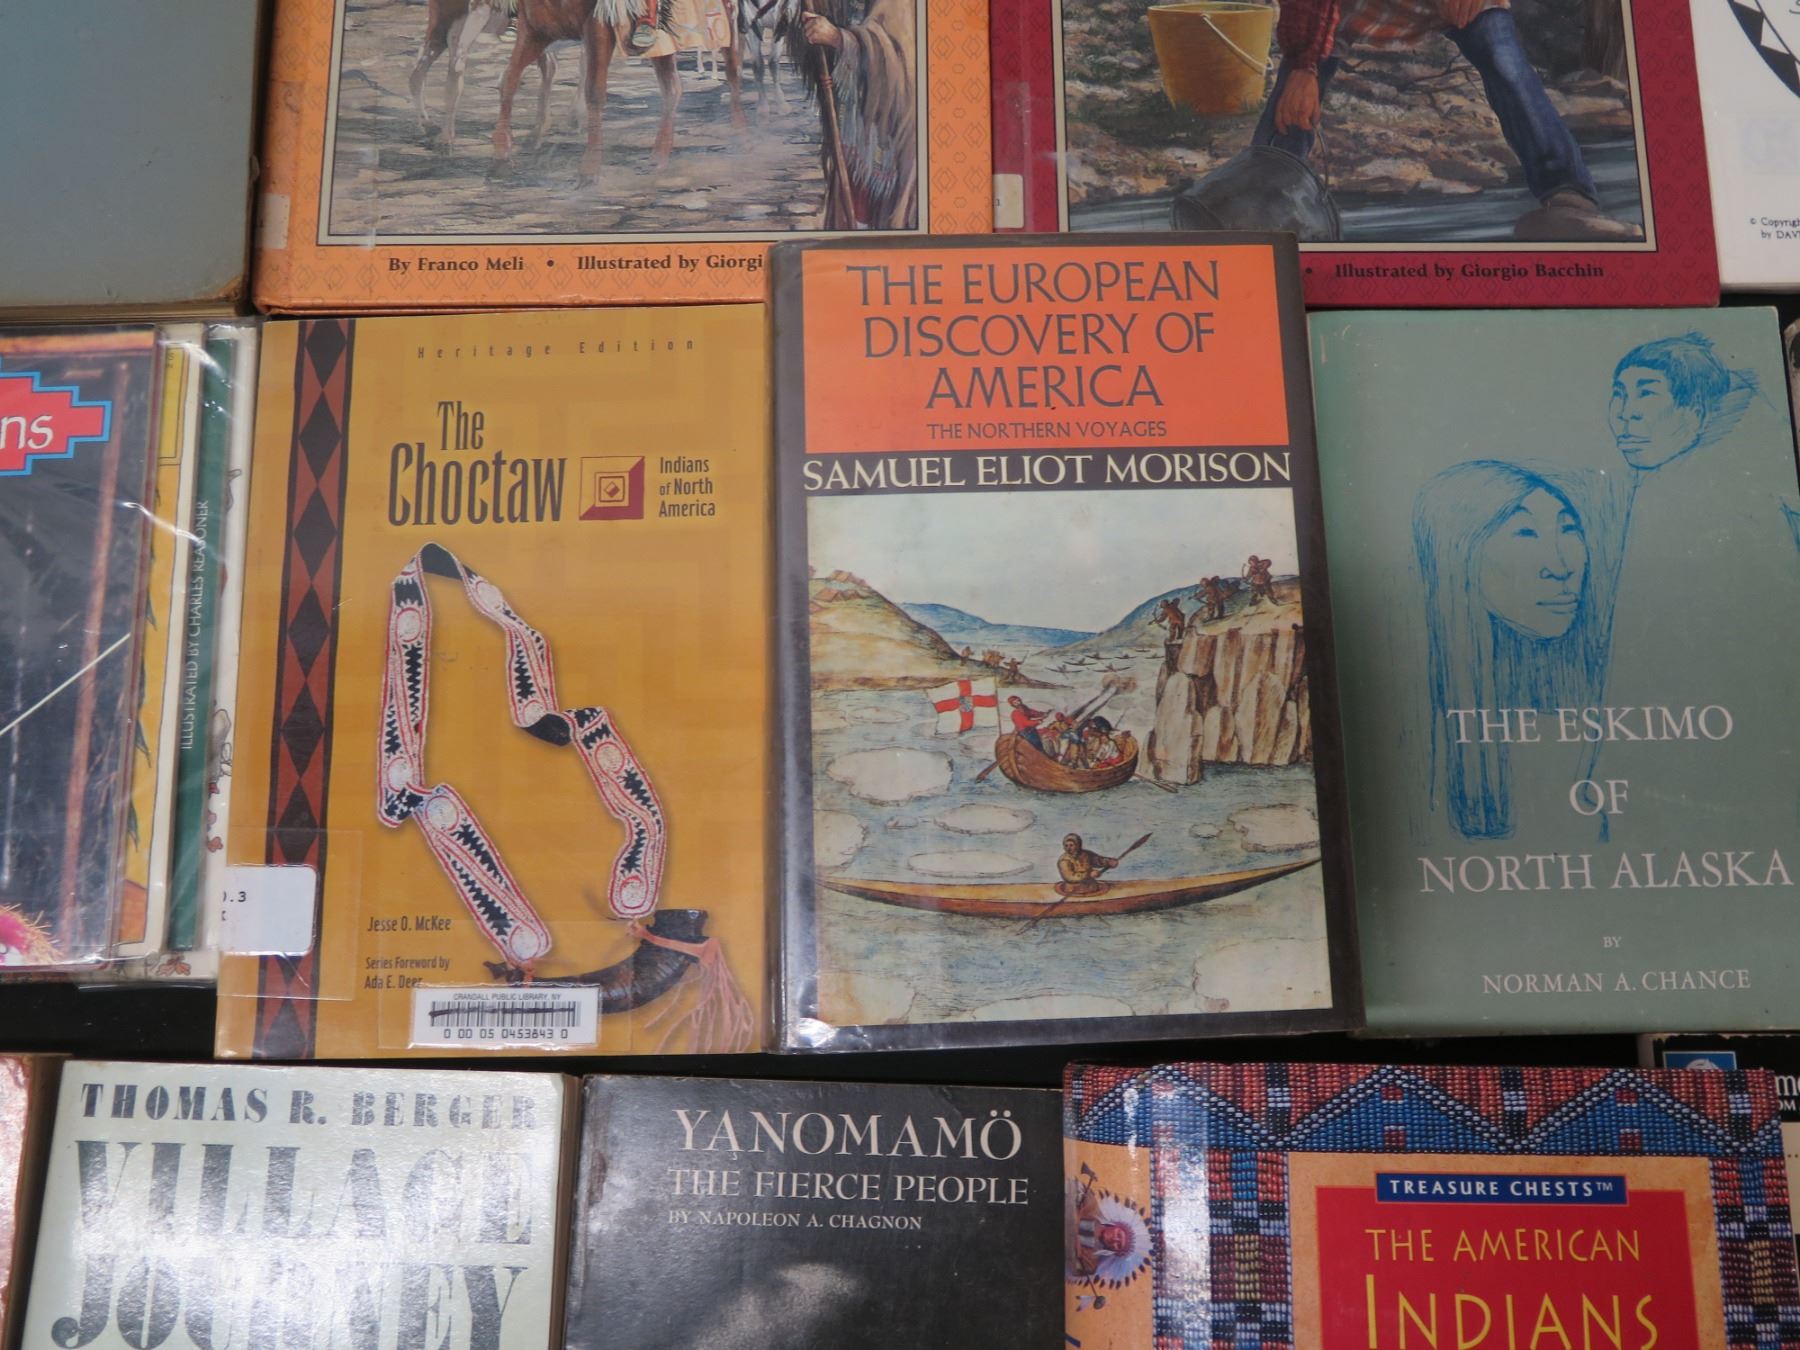 By Franco Meli • Illustrated by Giorgi
• Illustrated by Giorgio Bacchin
© Copyrigh
by DAV
ns
ILLUSTRATED BY CHARLES REASONER
Heritage Edition
The
Choctaw
Indians
of North
America
Jesse O. McKee
Series Foreword by
Ada E. Deer
0.3
CRANDALL PUBLIC LIBRARY, NY
0 00 05 0453843 0
THE EUROPEAN
DISCOVERY OF
AMERICA
THE NORTHERN VOYAGES
SAMUEL ELIOT MORISON
THE ESKIMO
OF
NORTH ALASKA
BY
NORMAN A. CHANCE
THOMAS R. BERGER
VILLAGE
JOURNEY
YĄNOMAMÖ
THE FIERCE PEOPLE
BY NAPOLEON A. CHAGNON
TREASURE CHESTS™
THE AMERICAN
INDIANS